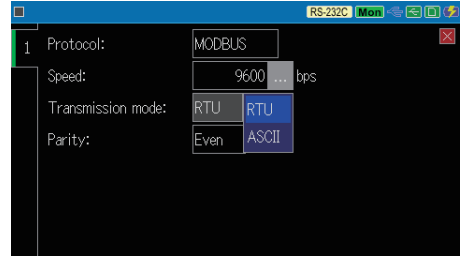 RS-232C Mon
1 Protocol: MODBUS
Speed: 9600 ... bps
Transmission mode: RTU RTU
ASCII
Parity: Even